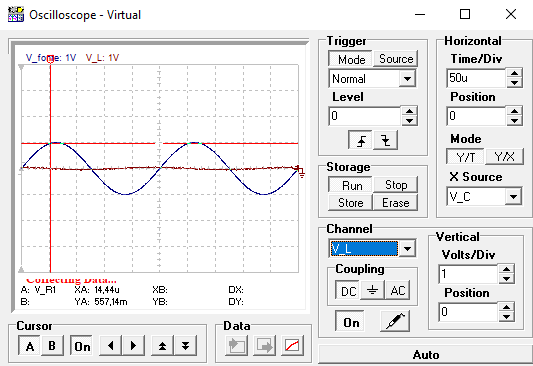 Oscilloscope - Virtual
V_fonte: 1V V_L: 1V
Collecting Data...
A: V_R1 XA: 14,44u XB: DX:
B: YA: 557,14m YB: DY:
Cursor
A B On
Data
Trigger
Mode Source
Normal
Level
0
Storage
Run Stop
Store Erase
Horizontal
Time/Div
50u
Position
0
Mode
Y/T Y/X
X Source
V_C
Channel
V_L
Coupling
DC AC
On
Vertical
Volts/Div
1
Position
0
Auto